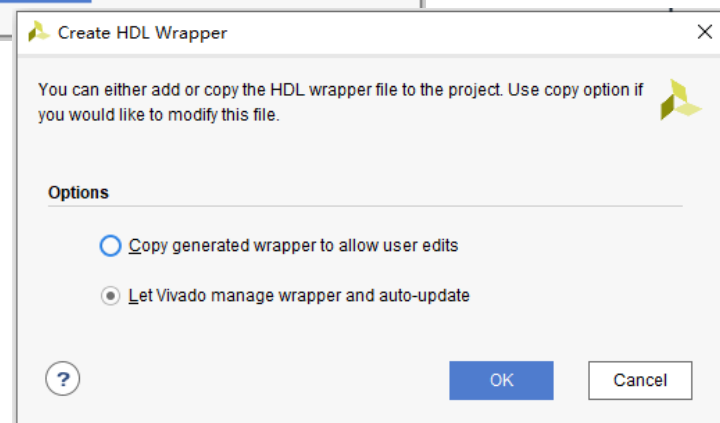 Create HDL Wrapper
You can either add or copy the HDL wrapper file to the project. Use copy option if
you would like to modify this file.
Options
Copy generated wrapper to allow user edits
Let Vivado manage wrapper and auto-update
?
OK
Cancel